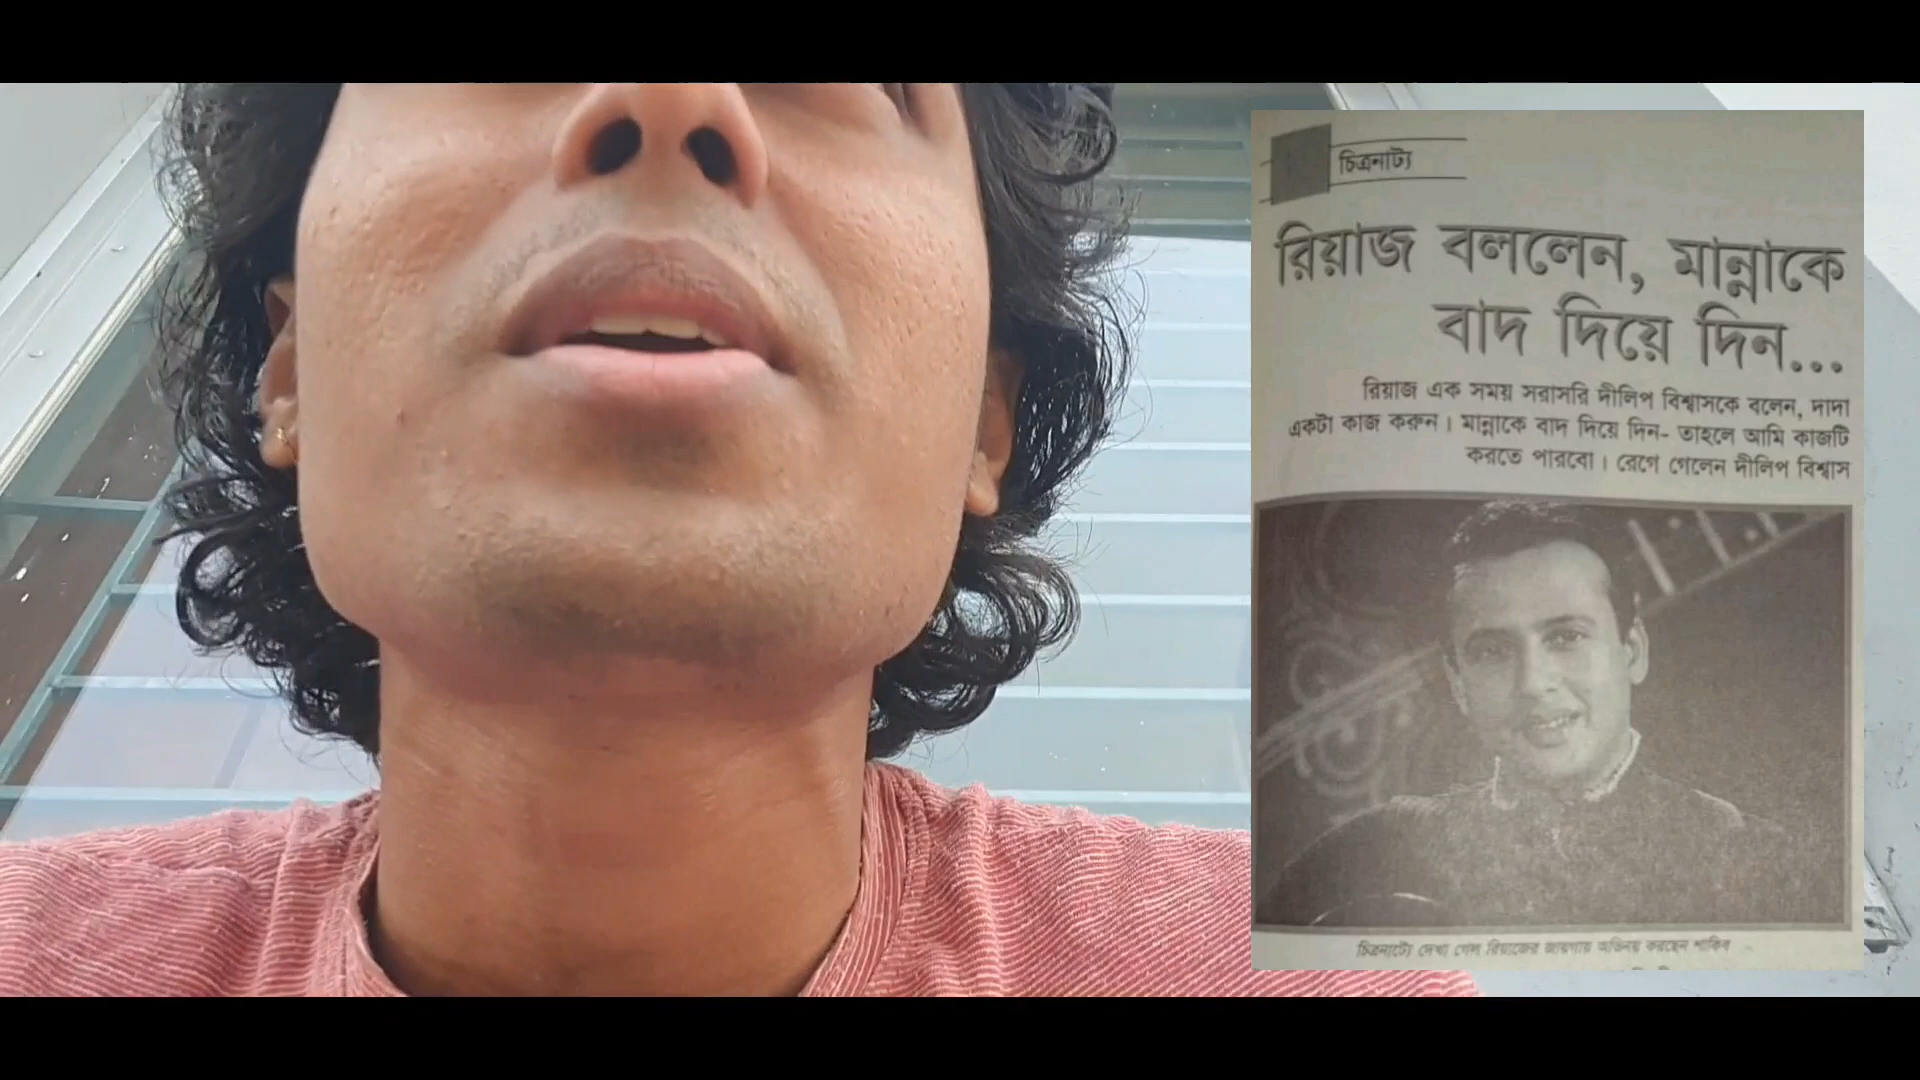 চিত্রনাট্য
রিয়াজ বললেন, মান্নাকে
বাদ দিয়ে দিন...
রিয়াজ এক সময় সরাসরি দীলিপ বিশ্বাসকে বলেন, দাদা
একটা কাজ করুন। মান্নাকে বাদ দিয়ে দিন- তাহলে আমি কাজটি
করতে পারবো। রেগে গেলেন দীলিপ বিশ্বাস
চিত্রনাট্যে দেখা গেল রিয়াজের জায়গায় অভিনয় করছেন শাকিব